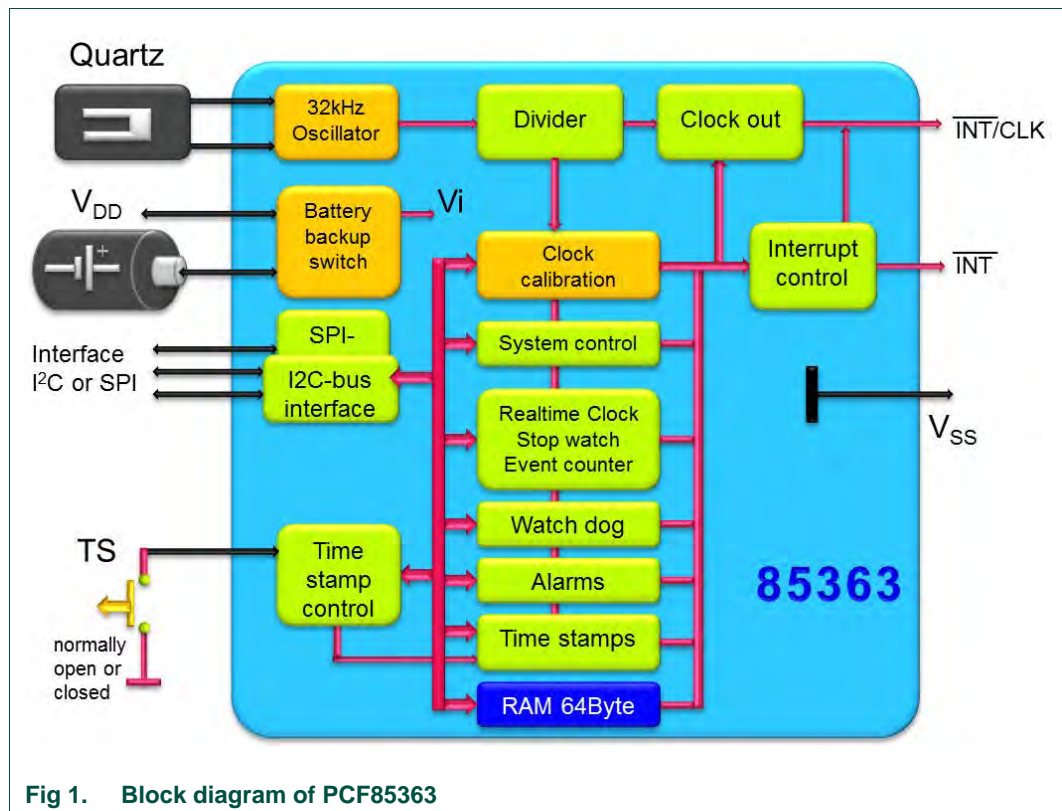 Quartz
32kHz
Oscillator
Divider
Clock out
INT/CLK
VDD
Battery
backup
switch
Vi
+
Clock
calibration
Interrupt
control
INT
SPI-
Interface
I²C or SPI
I2C-bus
interface
System control
Realtime Clock
Stop watch
Event counter
VSS
Watch dog
TS
Time
stamp
control
Alarms
85363
Time stamps
normally
open or
closed
RAM 64Byte
Fig 1. Block diagram of PCF85363